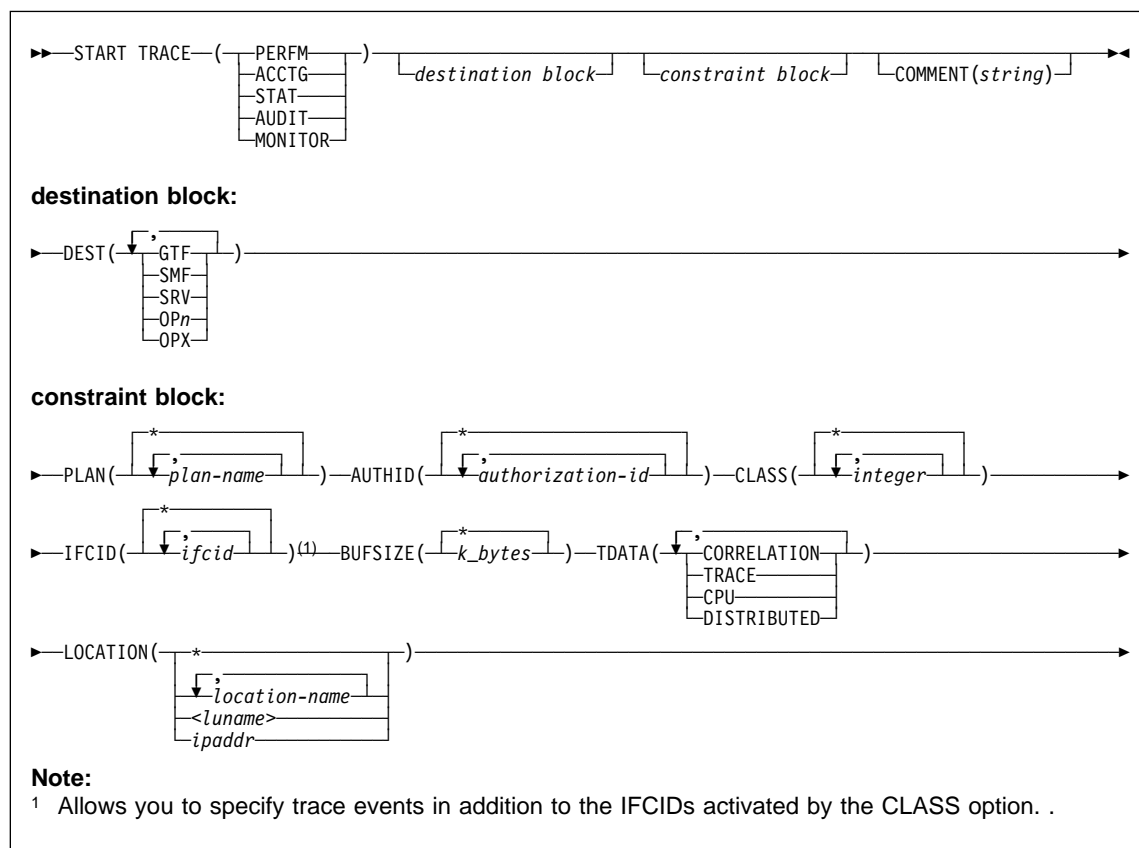 START TRACE ( PERFM )
ACCTG
STAT
AUDIT
MONITOR
destination block
constraint block
COMMENT(string)
destination block:
DEST( , GTF )
SMF
SRV
OPn
OPX
constraint block:
PLAN( * , plan-name ) AUTHID( * , authorization-id ) CLASS( * , integer )
IFCID( * , ifcid )(1) BUFSIZE( * k_bytes ) TDATA( , CORRELATION )
TRACE
CPU
DISTRIBUTED
LOCATION( * )
, location-name
<luname>
ipaddr
Note:
1 Allows you to specify trace events in addition to the IFCIDs activated by the CLASS option. .